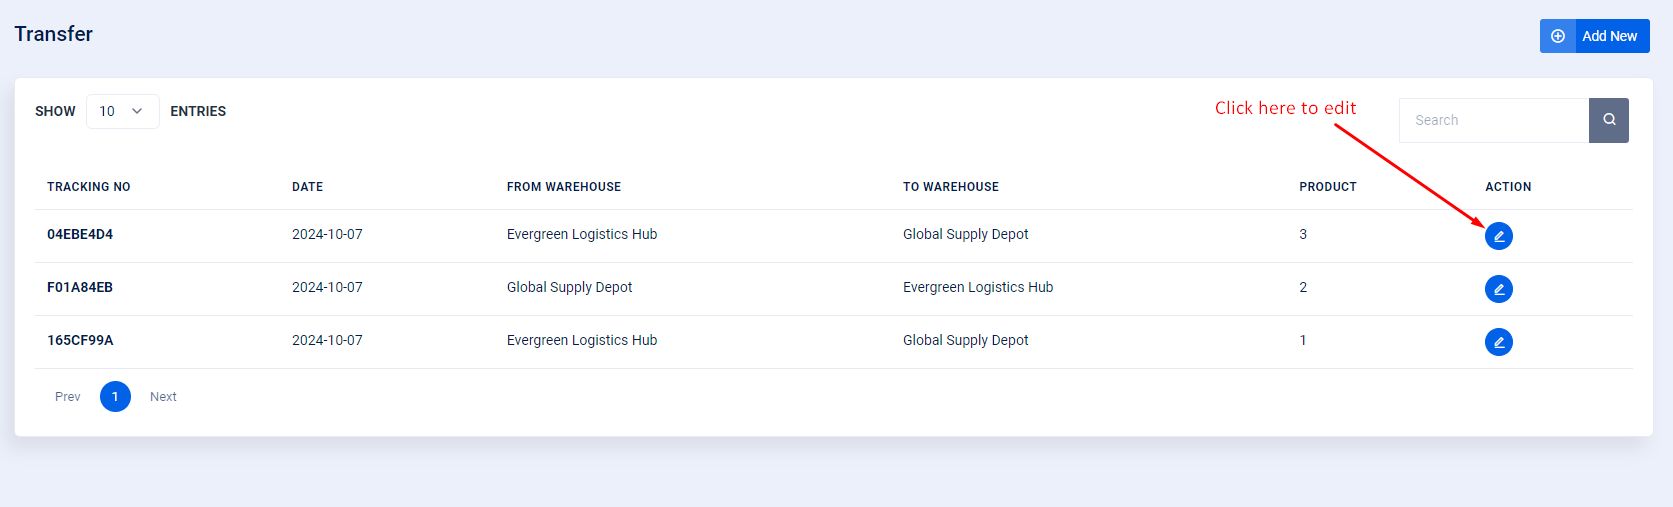 Transfer
Add New
SHOW 10 ENTRIES
Click here to edit
Search
TRACKING NO DATE FROM WAREHOUSE TO WAREHOUSE PRODUCT ACTION
04EBE4D4 2024-10-07 Evergreen Logistics Hub Global Supply Depot 3
F01A84EB 2024-10-07 Global Supply Depot Evergreen Logistics Hub 2
165CF99A 2024-10-07 Evergreen Logistics Hub Global Supply Depot 1
Prev 1 Next